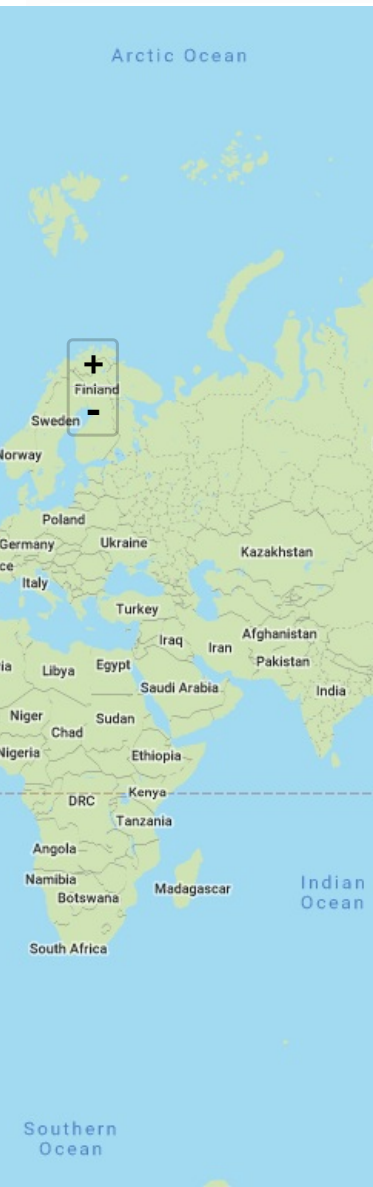 Arctic Ocean
+
Finland
-
Sweden
Norway
Poland
Germany
Ukraine
ce
Kazakhstan
Italy
Turkey
Iraq
Iran
Afghanistan
Pakistan
ia
Libya
Egypt
Saudi Arabia
India
Niger
Chad
Sudan
Nigeria
Ethiopia
Kenya
DRC
Tanzania
Angola
Namibia
Botswana
Madagascar
Indian
Ocean
South Africa
Southern
Ocean